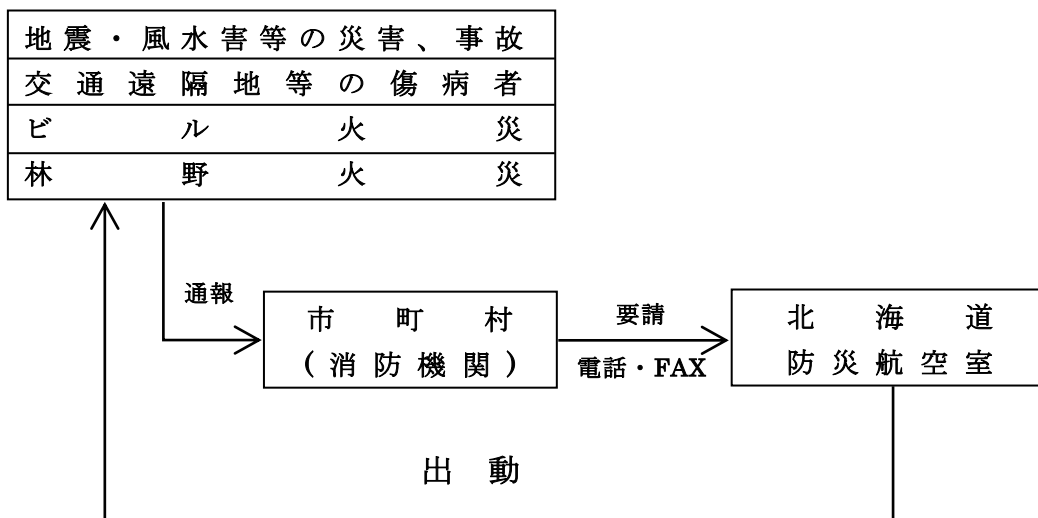 地震・風水害等の災害、事故
交通遠隔地等の傷病者
ビル火災
林野火災
通報
市町村
(消防機関)
要請
電話・FAX
北海道
防災航空室
出動